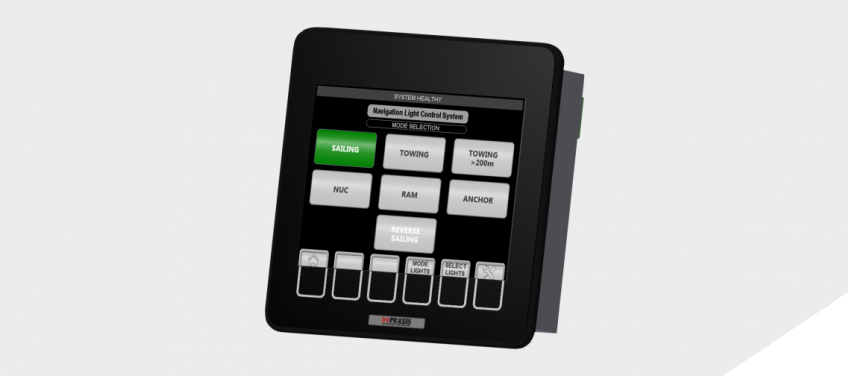 SYSTEM HEALTHY
Navigation Light Control System
MODE SELECTION
SAILING
TOWING
TOWING
>200m
NUC
RAM
ANCHOR
REVERSE
SAILING
MODE
LIGHTS
SELECT
LIGHTS
PRAXIS